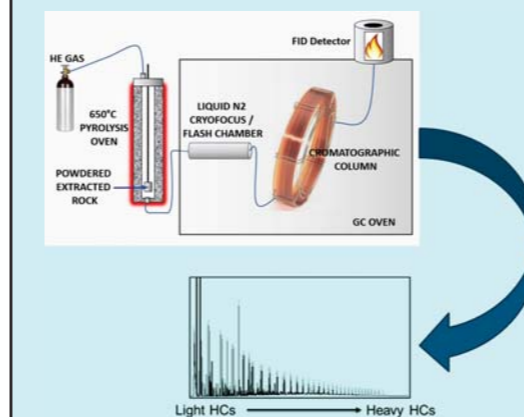 FID Detector
HE GAS
650°C
PYROLYSIS
OVEN
LIQUID N2
CRYOFOCUS /
FLASH CHAMBER
CROMATOGRAPHIC
COLUMN
POWDERED
EXTRACTED
ROCK
GC OVEN
Light HCs
Heavy HCs